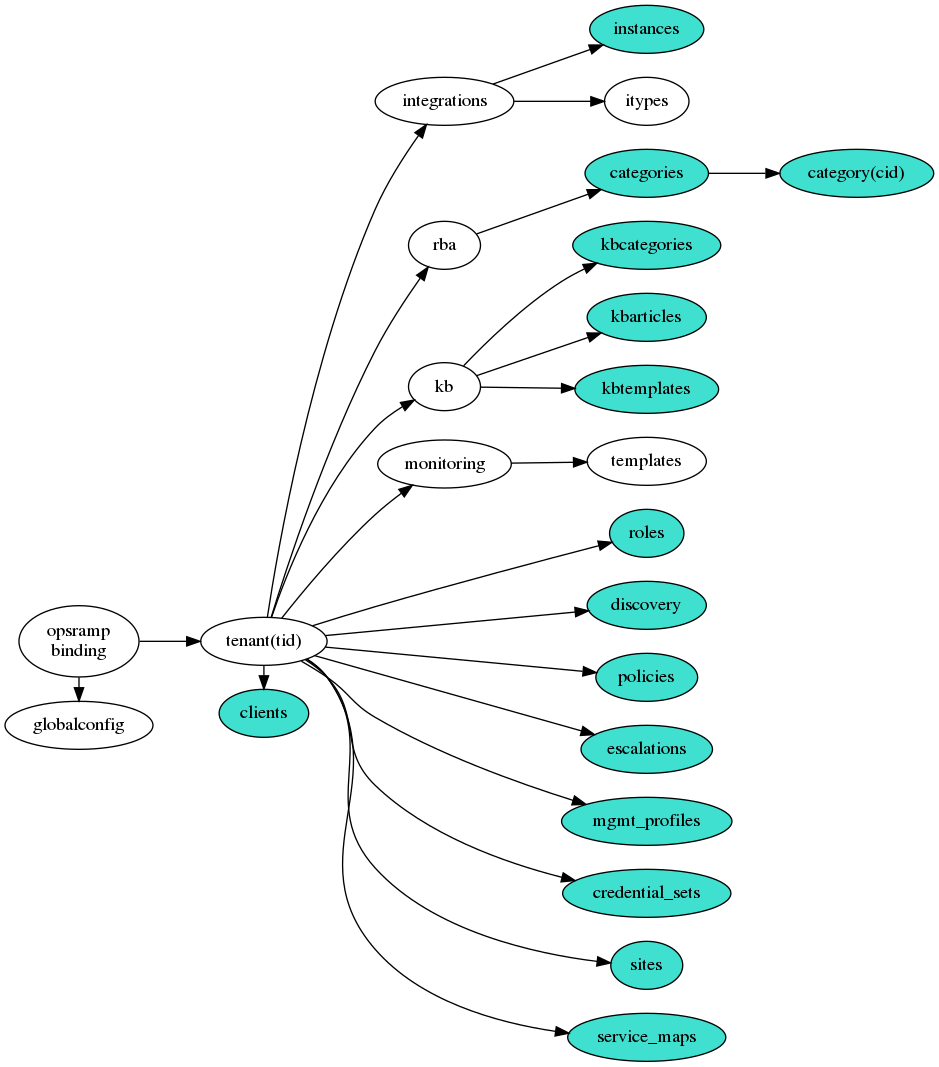 instances
integrations
itypes
categories
category(cid)
rba
kbcategories
kbarticles
kb
kbtemplates
monitoring
templates
roles
discovery
opsramp
binding
tenant(tid)
policies
clients
globalconfig
escalations
mgmt_profiles
credential_sets
sites
service_maps